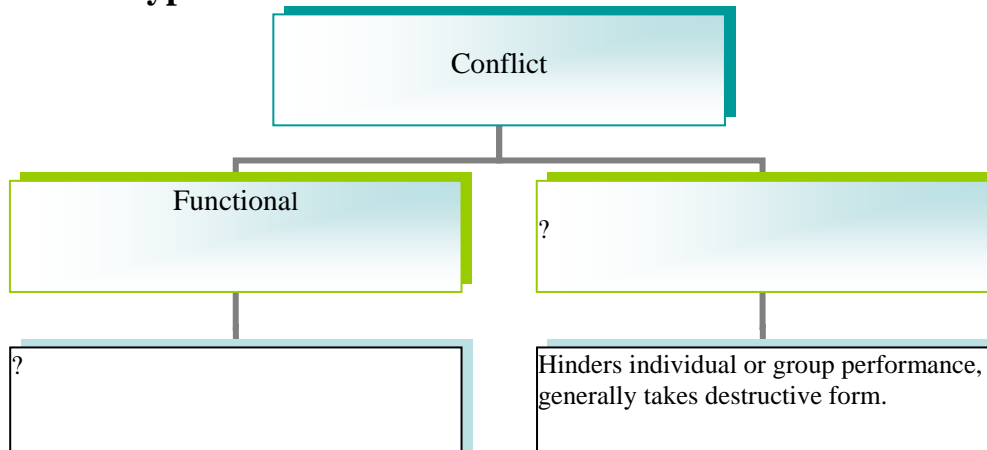 Conflict
Functional
?
?
Hinders individual or group performance,
generally takes destructive form.